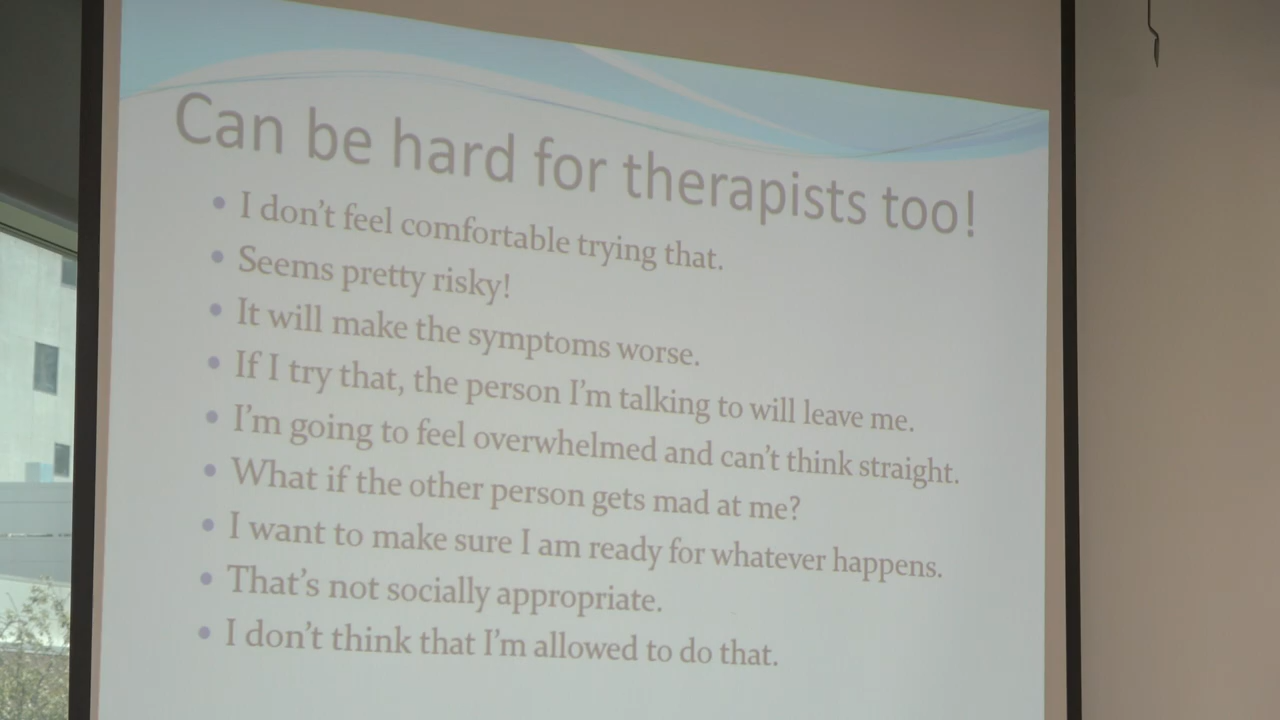 Can be hard for therapists too!
• I don't feel comfortable trying that.
• Seems pretty risky!
• It will make the symptoms worse.
• If I try that, the person I'm talking to will leave me.
• I'm going to feel overwhelmed and can't think straight.
• What if the other person gets mad at me?
• I want to make sure I am ready for whatever happens.
• That's not socially appropriate.
• I don't think that I'm allowed to do that.